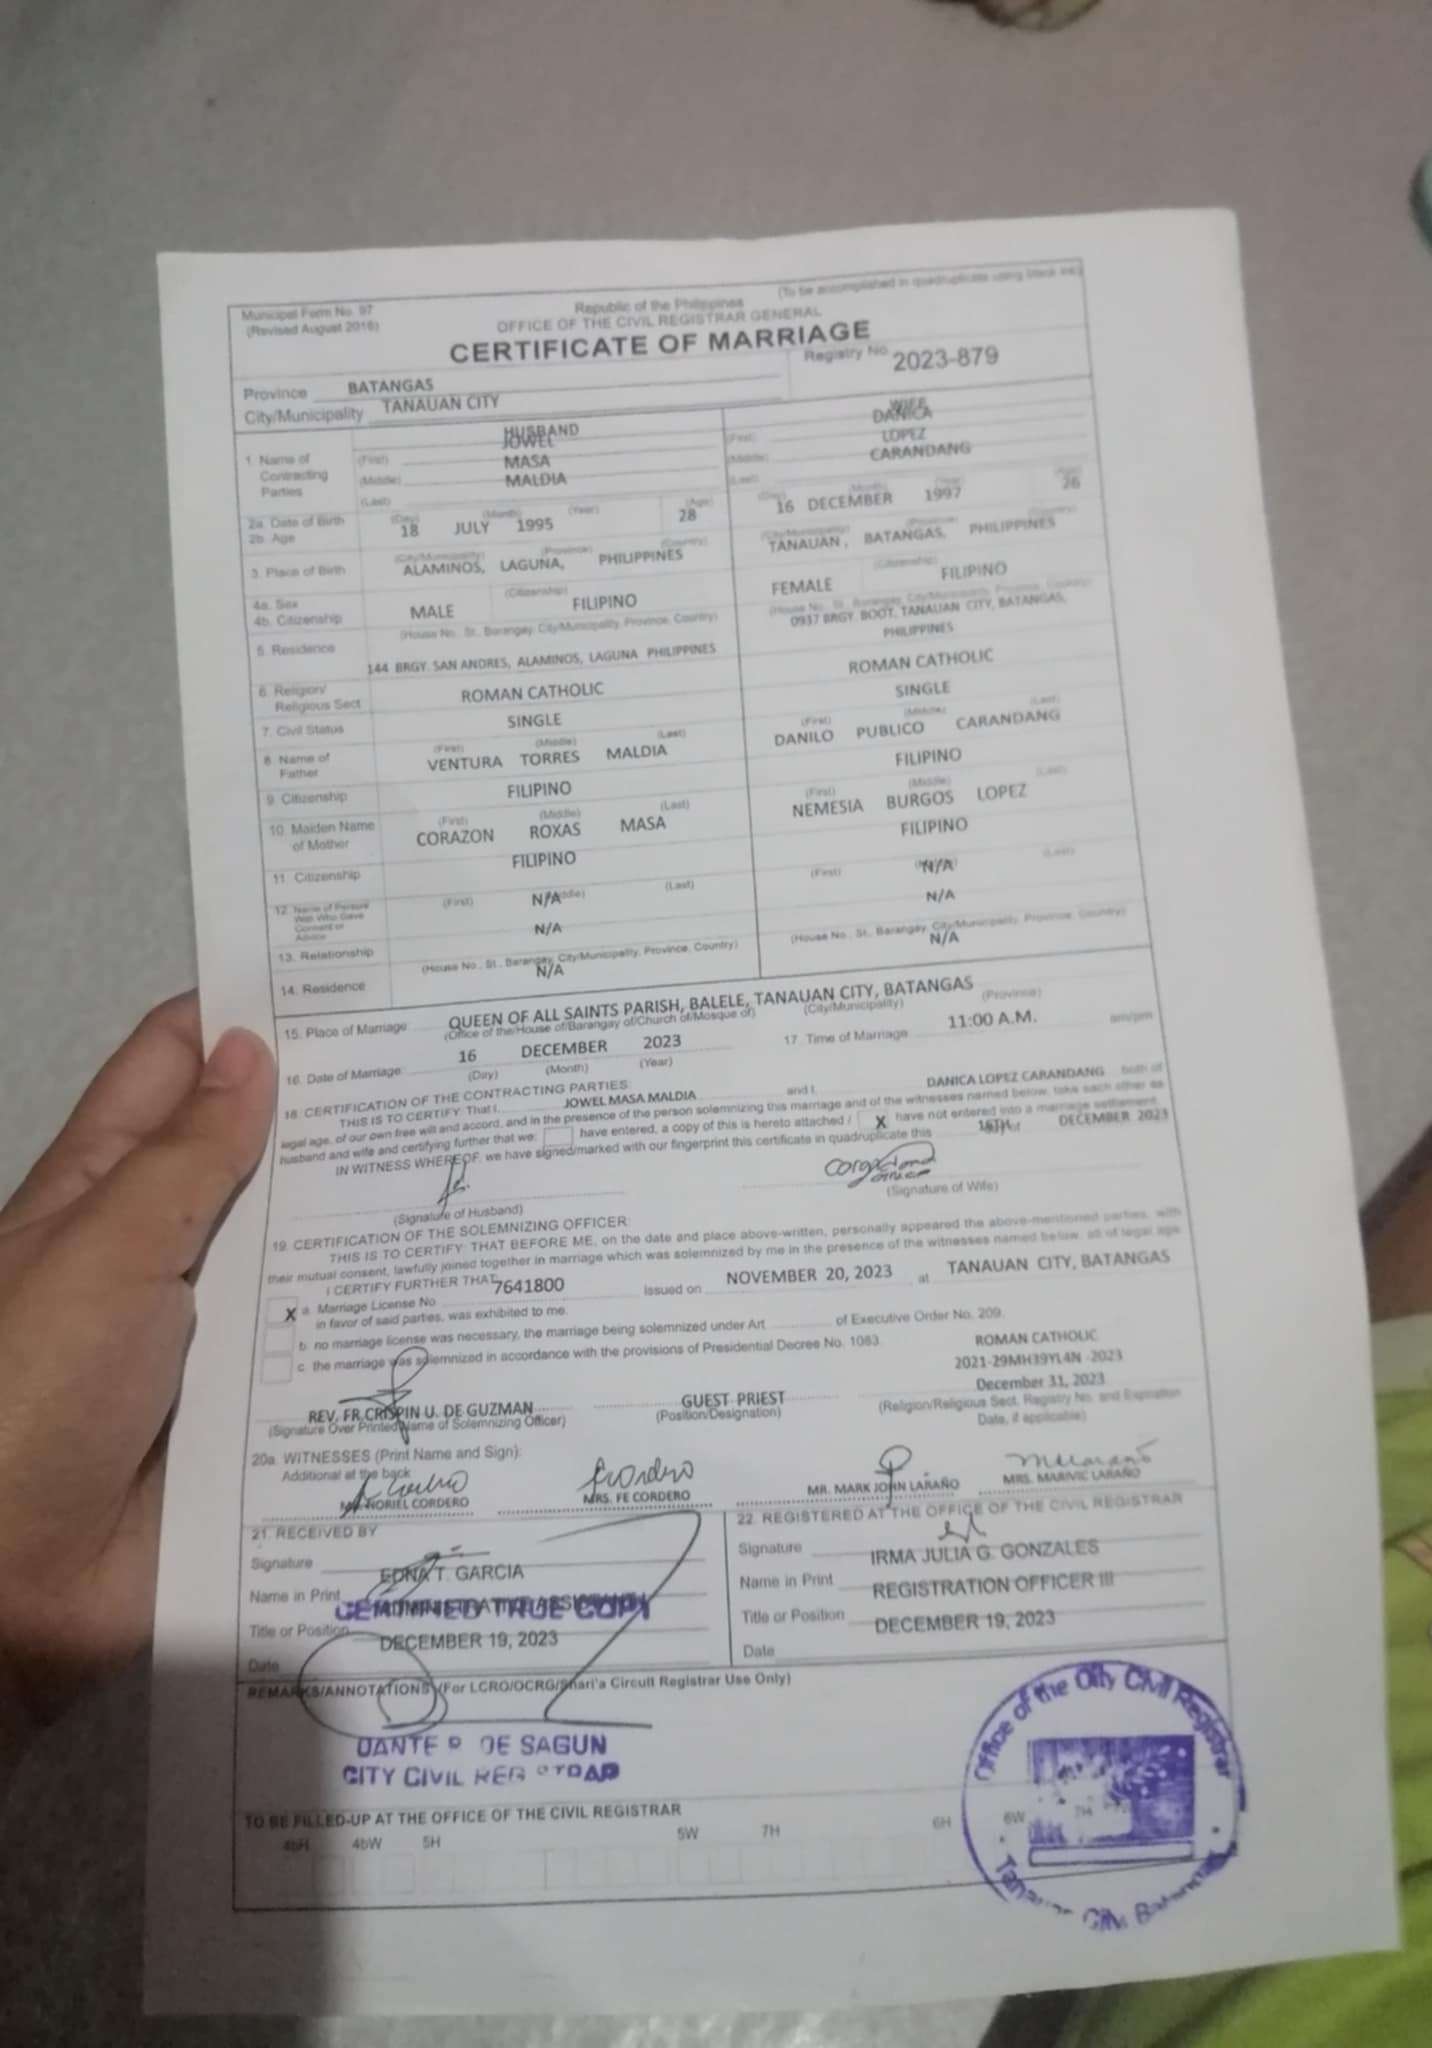 Municipal Form No. 97
(Revised August 2016)
(To be accomplished in quadruplicate using black ink)
Republic of the Philippines
OFFICE OF THE CIVIL REGISTRAR GENERAL
CERTIFICATE OF MARRIAGE
Province BATANGAS
City/Municipality TANAUAN CITY
Registry No. 2023-879
HUSBAND WIFE
1. Name of Contracting Parties
(First) JOWEL (First) DANICA
(Middle) MASA (Middle) LOPEZ
(Last) MALDIA (Last) CARANDANG
2a. Date of Birth (Day) (Month) (Year) (Age) (Day) (Month) (Year) (Age)
2b. Age 18 JULY 1995 28 16 DECEMBER 1997 26
3. Place of Birth (City/Municipality) (Province) (Country) (City/Municipality) (Province) (Country)
ALAMINOS, LAGUNA, PHILIPPINES TANAUAN, BATANGAS, PHILIPPINES
4a. Sex (Citizenship) (Citizenship)
4b. Citizenship MALE FILIPINO FEMALE FILIPINO
5. Residence (House No., St., Barangay, City/Municipality, Province, Country) (House No., St., Barangay, City/Municipality, Province, Country)
144 BRGY. SAN ANDRES, ALAMINOS, LAGUNA PHILIPPINES 0937 BRGY. BOOT, TANAUAN CITY, BATANGAS, PHILIPPINES
6. Religion/Religious Sect ROMAN CATHOLIC ROMAN CATHOLIC
7. Civil Status SINGLE SINGLE
8. Name of Father (First) (Middle) (Last) (First) (Middle) (Last)
VENTURA TORRES MALDIA DANILO PUBLICO CARANDANG
9. Citizenship FILIPINO FILIPINO
10. Maiden Name of Mother (First) (Middle) (Last) (First) (Middle) (Last)
CORAZON ROXAS MASA NEMESIA BURGOS LOPEZ
11. Citizenship FILIPINO FILIPINO
12. Name of Person Wh Who Gave Consent or Advice (First) (Middle) (Last) (First) (Middle) (Last)
N/A N/A
13. Relationship N/A N/A
14. Residence (House No., St., Barangay, City/Municipality, Province, Country) (House No., St., Barangay, City/Municipality, Province, Country)
N/A N/A
15. Place of Marriage: QUEEN OF ALL SAINTS PARISH, BALELE, TANAUAN CITY, BATANGAS
(Office of the/House of/Barangay of/Church of/Mosque of) (City/Municipality) (Province)
16. Date of Marriage: 16 DECEMBER 2023 17. Time of Marriage: 11:00 A.M. am/pm
(Day) (Month) (Year)
18. CERTIFICATION OF THE CONTRACTING PARTIES:
THIS IS TO CERTIFY: That I, JOWEL MASA MALDIA and I, DANICA LOPEZ CARANDANG both of
legal age, of our own free will and accord, and in the presence of the person solemnizing this marriage and of the witnesses named below, take each other as
husband and wife and certifying further that we: have entered, a copy of this is hereto attached / X have not entered into a marriage settlement.
IN WITNESS WHEREOF, we have signed/marked with our fingerprint this certificate in quadruplicate this 16TH day of DECEMBER 2023
(Signature of Husband) (Signature of Wife)
19. CERTIFICATION OF THE SOLEMNIZING OFFICER:
THIS IS TO CERTIFY: THAT BEFORE ME, on the date and place above-written, personally appeared the above-mentioned parties, with
their mutual consent, lawfully joined together in marriage which was solemnized by me in the presence of the witnesses named below, all of legal age.
I CERTIFY FURTHER THAT:
X a. Marriage License No. 7641800 Issued on NOVEMBER 20, 2023, at TANAUAN CITY, BATANGAS
in favor of said parties, was exhibited to me.
b. no marriage license was necessary, the marriage being solemnized under Art. of Executive Order No. 209.
c. the marriage was solemnized in accordance with the provisions of Presidential Decree No. 1083.
ROMAN CATHOLIC
2021-29MH39YL4N -2023
REV. FR.CRISPIN U. DE GUZMAN GUEST PRIEST December 31, 2023
(Signature Over Printed Name of Solemnizing Officer) (Position/Designation) (Religion/Religious Sect, Registry No. and Expiration Date, if applicable)
20a. WITNESSES (Print Name and Sign):
Additional at the back
NORIEL CORDERO MRS. FE CORDERO MR. MARK JOHN LARAÑO MRS. MARIVIC LARAÑO
21. RECEIVED BY 22. REGISTERED AT THE OFFICE OF THE CIVIL REGISTRAR
Signature Signature
Name in Print EDNA T. GARCIA Name in Print IRMA JULIA G. GONZALES
Title or Position ADMINISTRATIVE ASSISTANT I Title or Position REGISTRATION OFFICER III
Date DECEMBER 19, 2023 Date DECEMBER 19, 2023
CERTIFIED TRUE COPY
REMARKS/ANNOTATIONS (For LCRO/OCRG/Shari'a Circuit Registrar Use Only)
DANTE P. DE SAGUN
CITY CIVIL REGISTRAR
TO BE FILLED-UP AT THE OFFICE OF THE CIVIL REGISTRAR
4bH 4bW 5H 5W 7H 6H 6W 7H
Office of the City Civil Registrar
Tanauan City, Batangas